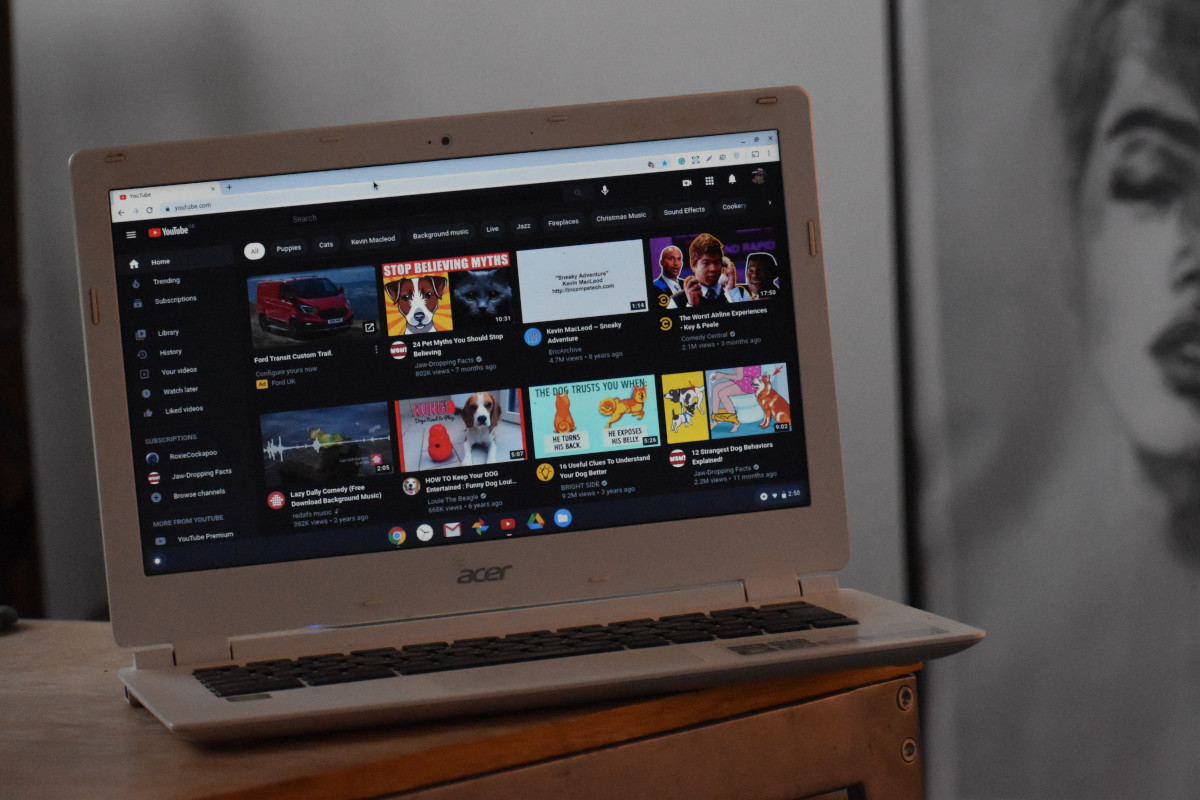 YouTube
youtube.com
YouTube
Search
All
Puppies
Cats
Kevin Macleod
Background music
Live
Jazz
Fireplaces
Christmas Music
Sound Effects
Cookery
Home
Trending
Subscriptions
Library
History
Your videos
Watch later
Liked videos
SUBSCRIPTIONS
RoxieCockapoo
Jaw-Dropping Facts
Browse channels
MORE FROM YOUTUBE
YouTube Premium
Ford Transit Custom Trail.
Configure yours now
Ad Ford UK
STOP BELIEVING MYTHS
10:31
WOW!
24 Pet Myths You Should Stop
Believing
Jaw-Dropping Facts
802K views • 7 months ago
"Sneaky Adventure"
Kevin MacLeod
http://incompetech.com
1:14
Kevin MacLeod ~ Sneaky
Adventure
EricArchive
4.7M views • 8 years ago
17:50
The Worst Airline Experiences
- Key & Peele
Comedy Central
2.1M views • 3 months ago
2:05
Lazy Daily Comedy (Free
Download Background Music)
redafs music
382K views • 2 years ago
KONG!
5:07
HOW TO Keep Your DOG
Entertained : Funny Dog Loui...
Louie The Beagle
668K views • 6 years ago
THE DOG TRUSTS YOU WHEN:
HE TURNS
HIS BACK.
HE EXPOSES
HIS BELLY.
5:26
16 Useful Clues To Understand
Your Dog Better
BRIGHT SIDE
9.2M views • 3 years ago
9:02
WOW!
12 Strangest Dog Behaviors
Explained!
Jaw-Dropping Facts
2.2M views • 11 months ago
2:50
acer